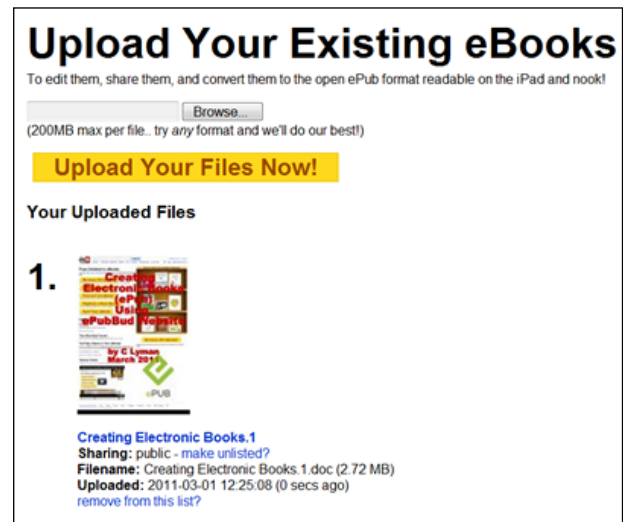 Upload Your Existing eBooks
To edit them, share them, and convert them to the open ePub format readable on the iPad and nook!
Browse...
(200MB max per file.. try any format and we'll do our best!)
Upload Your Files Now!
Your Uploaded Files
1.
Creating
Electronic Books
(ePub)
Using
ePubBud Website
by C Lyman
March 2011
ePUB
Creating Electronic Books.1
Sharing: public - make unlisted?
Filename: Creating Electronic Books.1.doc (2.72 MB)
Uploaded: 2011-03-01 12:25:08 (0 secs ago)
remove from this list?